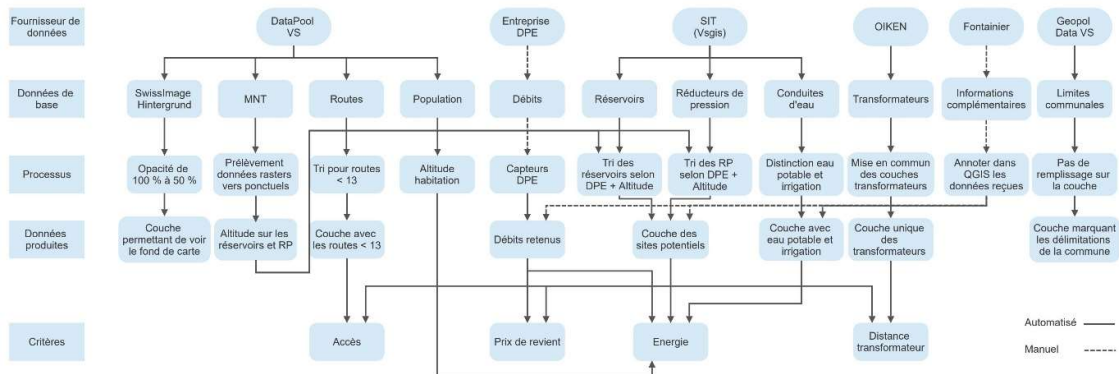 Fournisseur de
données
DataPool
VS
Entreprise
DPE
SIT
(Vsgis)
OIKEN
Fontainier
Geopol
Data VS
Données
de base
SwissImage
Hintergrund
MNT
Routes
Population
Débits
Réservoirs
Réducteurs de
pression
Conduites
d'eau
Transformateurs
Informations
complémentaires
Limites
communales
Processus
Opacité de
100 % à 50 %
Prélèvement
données rasters
vers ponctuels
Tri pour routes
< 13
Altitude
habitation
Capteurs
DPE
Tri des
réservoirs selon
DPE + Altitude
Tri des RP
selon DPE +
Altitude
Distinction eau
potable et
irrigation
Mise en commun
des couches
transformateurs
Annoter dans
QGIS les
données reçues
Pas de
remplissage sur
la couche
Données
produites
Couche
permettant de voir
le fond de carte
Altitude sur les
réservoirs et RP
Couche avec
les routes < 13
Débits retenus
Couche des
sites potentiels
Couche avec
eau potable et
irrigation
Couche unique
des
transformateurs
Couche marquant
les délimitations
de la commune
Critères
Accès
Prix de revient
Energie
Distance
transformateur
Automatisé
Manuel